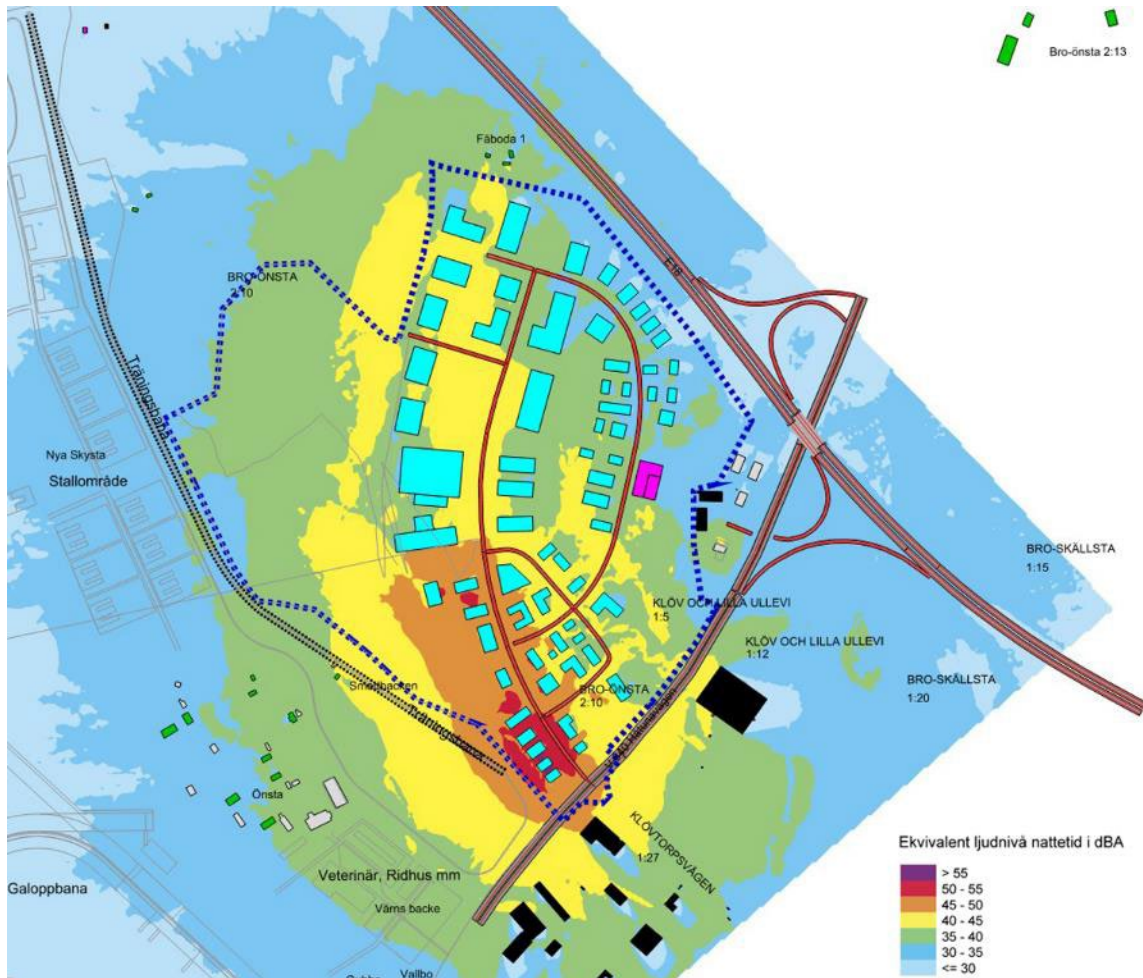 Bro-önsta 2:13
Fäboda 1
E18
BRO-ÖNSTA
2:10
Träningsbana
Nya Skysta
Stallområde
BRO-SKÄLLSTA
1:15
KLÖV OCH LILLA ULLEVI
1:5
KLÖV OCH LILLA ULLEVI
1:12
BRO-SKÄLLSTA
1:20
BRO-ÖNSTA
2:10
Träningsbana
Önsta
KLÖVTORPSVÄGEN
1:27
Veterinär, Ridhus mm
Värns backe
Galoppbana
Vallbo
Ekvivalent ljudnivå nattetid i dBA
> 55
50 - 55
45 - 50
40 - 45
35 - 40
30 - 35
<= 30